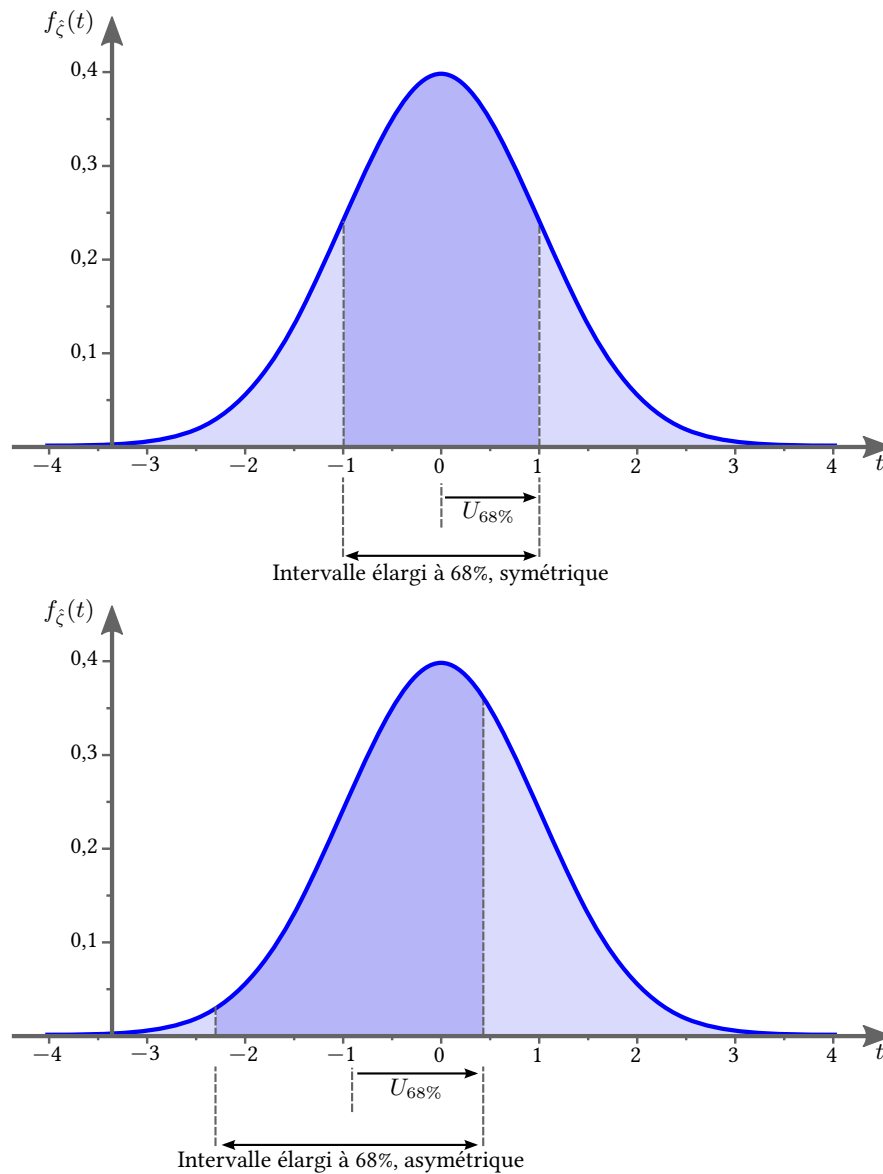 f_ζ̂(t)
0,4
0,3
0,2
0,1
−4 −3 −2 −1 0 1 2 3 4 t
U_68%
Intervalle élargi à 68%, symétrique
f_ζ̂(t)
0,4
0,3
0,2
0,1
−4 −3 −2 −1 0 1 2 3 4 t
U_68%
Intervalle élargi à 68%, asymétrique